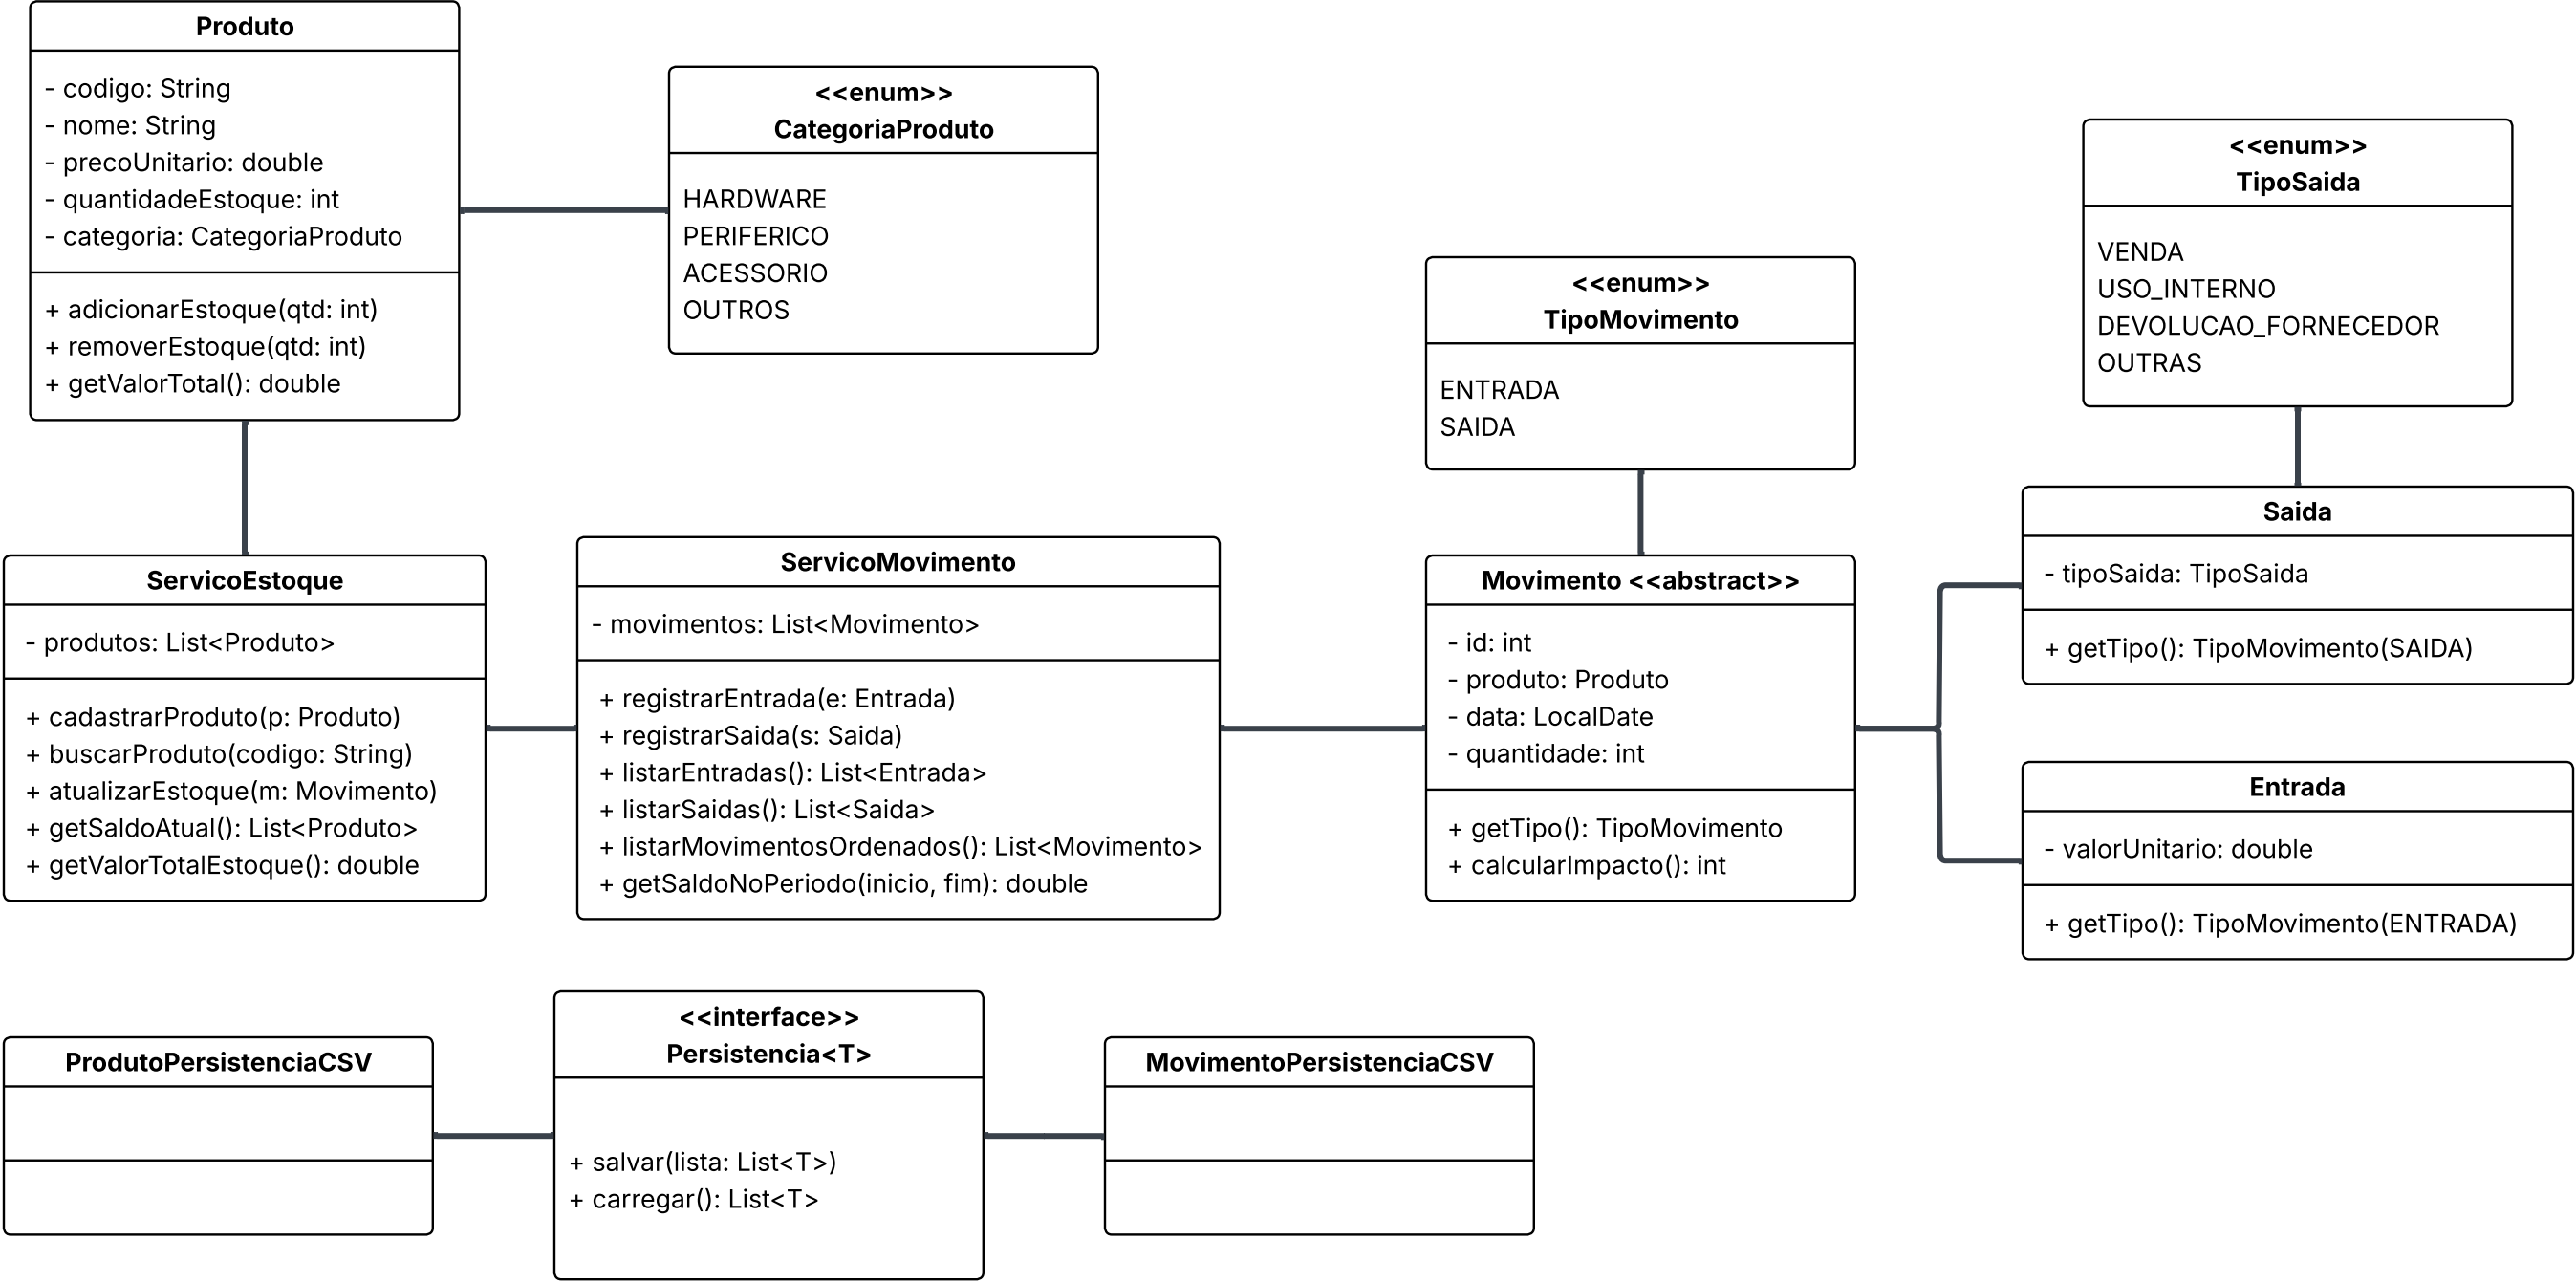 Produto
- codigo: String
- nome: String
- precoUnitario: double
- quantidadeEstoque: int
- categoria: CategoriaProduto
+ adicionarEstoque(qtd: int)
+ removerEstoque(qtd: int)
+ getValorTotal(): double
<<enum>>
CategoriaProduto
HARDWARE
PERIFERICO
ACESSORIO
OUTROS
<<enum>>
TipoMovimento
ENTRADA
SAIDA
<<enum>>
TipoSaida
VENDA
USO_INTERNO
DEVOLUCAO_FORNECEDOR
OUTRAS
ServicoEstoque
- produtos: List<Produto>
+ cadastrarProduto(p: Produto)
+ buscarProduto(codigo: String)
+ atualizarEstoque(m: Movimento)
+ getSaldoAtual(): List<Produto>
+ getValorTotalEstoque(): double
ServicoMovimento
- movimentos: List<Movimento>
+ registrarEntrada(e: Entrada)
+ registrarSaida(s: Saida)
+ listarEntradas(): List<Entrada>
+ listarSaidas(): List<Saida>
+ listarMovimentosOrdenados(): List<Movimento>
+ getSaldoNoPeriodo(inicio, fim): double
Movimento <<abstract>>
- id: int
- produto: Produto
- data: LocalDate
- quantidade: int
+ getTipo(): TipoMovimento
+ calcularImpacto(): int
Saida
- tipoSaida: TipoSaida
+ getTipo(): TipoMovimento(SAIDA)
Entrada
- valorUnitario: double
+ getTipo(): TipoMovimento(ENTRADA)
ProdutoPersistenciaCSV
<<interface>>
Persistencia<T>
+ salvar(lista: List<T>)
+ carregar(): List<T>
MovimentoPersistenciaCSV